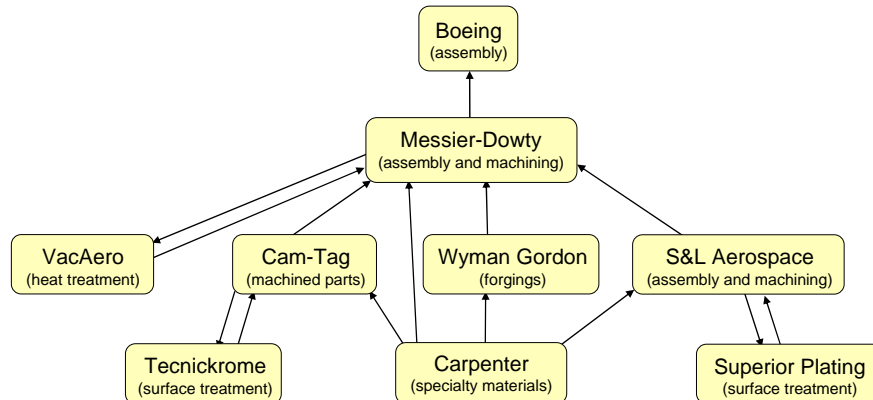 Boeing
(assembly)
Messier-Dowty
(assembly and machining)
VacAero
(heat treatment)
Cam-Tag
(machined parts)
Wyman Gordon
(forgings)
S&L Aerospace
(assembly and machining)
Tecnickrome
(surface treatment)
Carpenter
(specialty materials)
Superior Plating
(surface treatment)